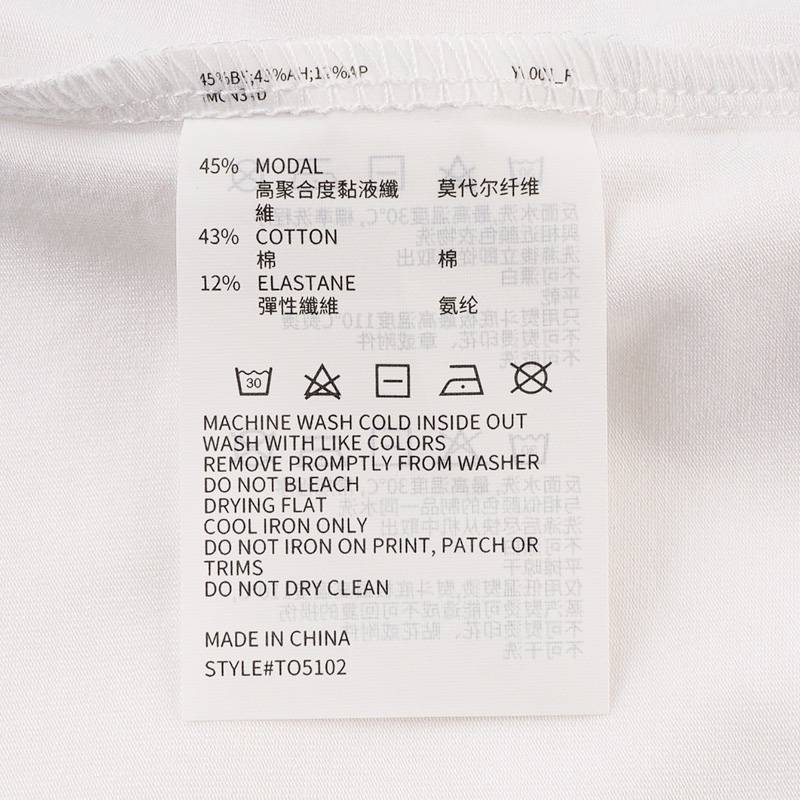 45%  MODAL
高聚合度黏液纖 莫代尔纤维
維
43%  COTTON
棉 棉
12%  ELASTANE
彈性纖維 氨纶
30
MACHINE WASH COLD INSIDE OUT
WASH WITH LIKE COLORS
REMOVE PROMPTLY FROM WASHER
DO NOT BLEACH
DRYING FLAT
COOL IRON ONLY
DO NOT IRON ON PRINT, PATCH OR
TRIMS
DO NOT DRY CLEAN
MADE IN CHINA
STYLE#TO5102